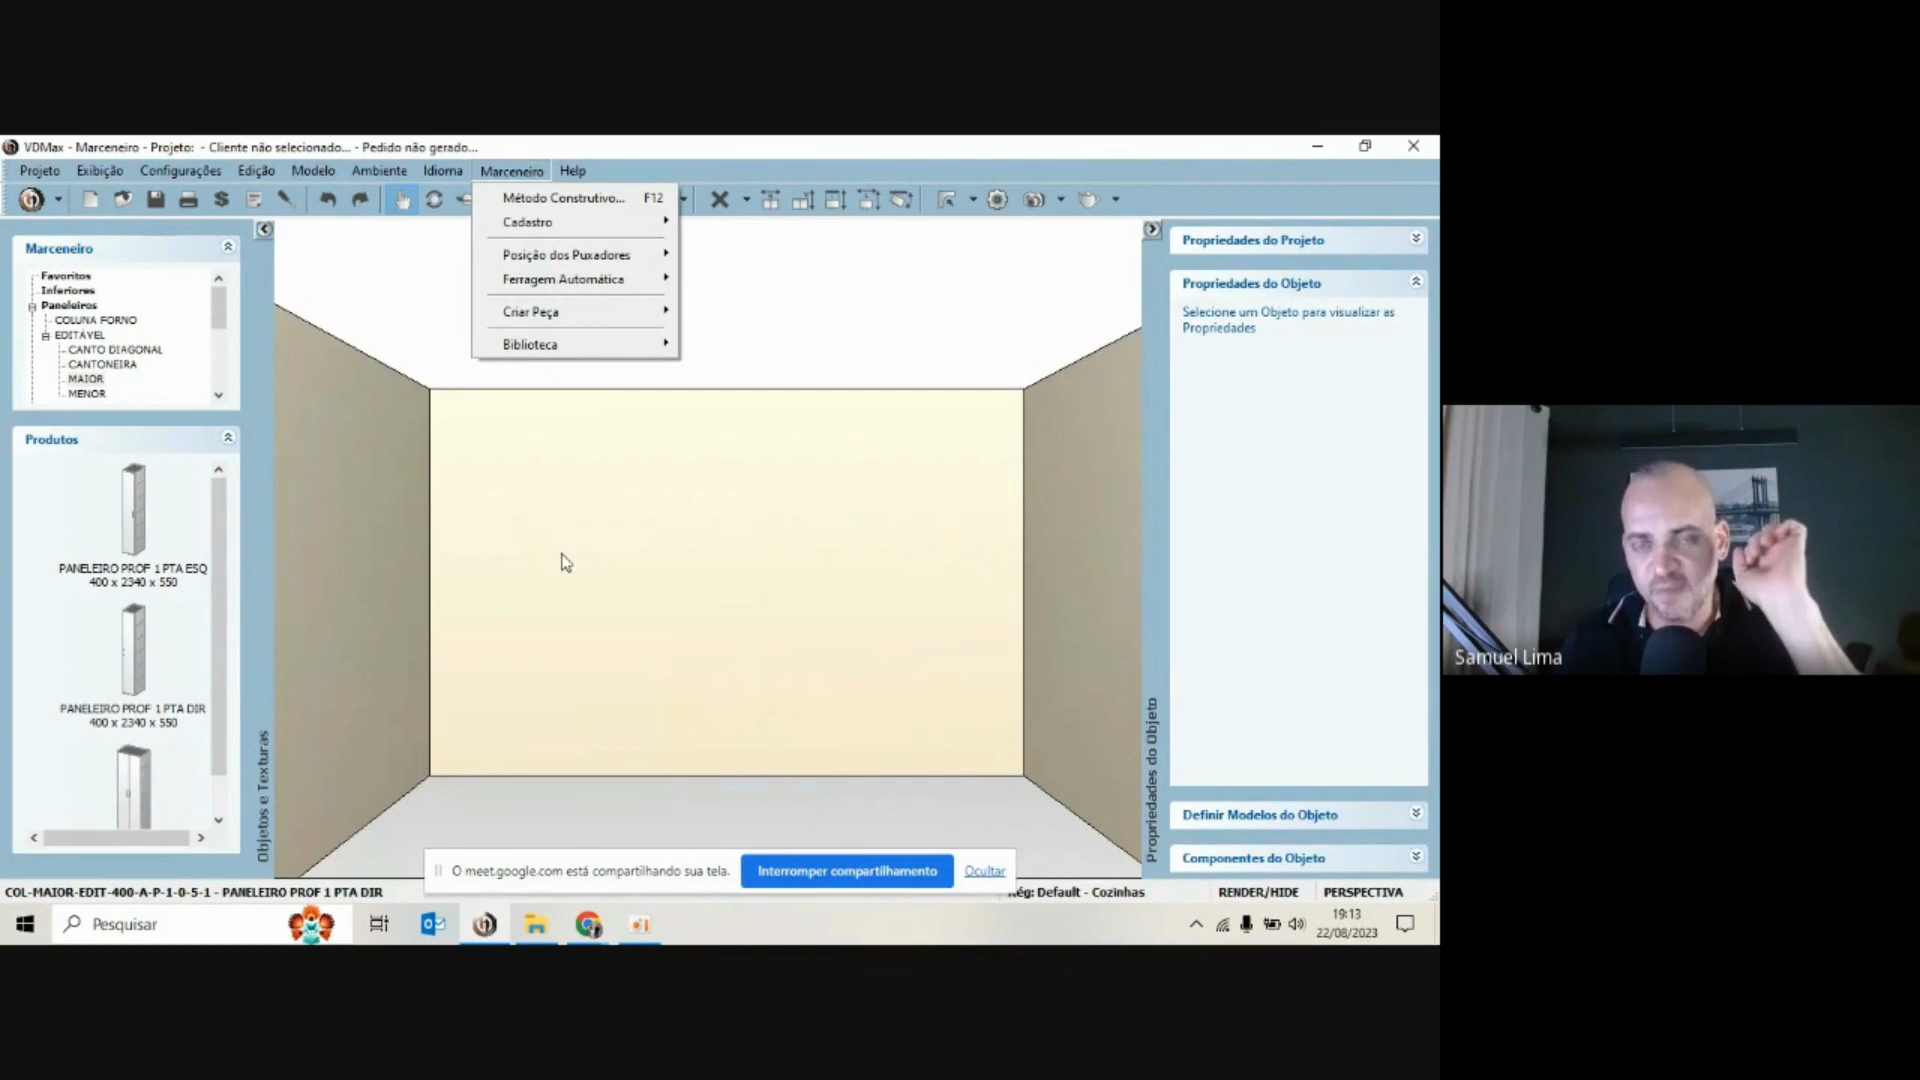 VDMax - Marceneiro - Projeto:  - Cliente não selecionado... - Pedido não gerado...
Projeto Exibição Configurações Edição Modelo Ambiente Idioma Marceneiro Help
Método Construtivo... F12
Cadastro
Posição dos Puxadores
Ferragem Automática
Criar Peça
Biblioteca
Marceneiro
Favoritos
Inferiores
Paneleiros
COLUNA FORNO
EDITÁVEL
CANTO DIAGONAL
CANTONEIRA
MAIOR
MENOR
Produtos
PANELEIRO PROF 1 PTA ESQ
400 x 2340 x 550
PANELEIRO PROF 1 PTA DIR
400 x 2340 x 550
Objetos e Texturas
Propriedades do Objeto
Propriedades do Projeto
Propriedades do Objeto
Selecione um Objeto para visualizar as
Propriedades
Definir Modelos do Objeto
Componentes do Objeto
O meet.google.com está compartilhando sua tela. Interromper compartilhamento Ocultar
COL-MAIOR-EDIT-400-A-P-1-0-5-1 - PANELEIRO PROF 1 PTA DIR
Default - Cozinhas RENDER/HIDE PERSPECTIVA
Pesquisar
19:13
22/08/2023
Samuel Lima